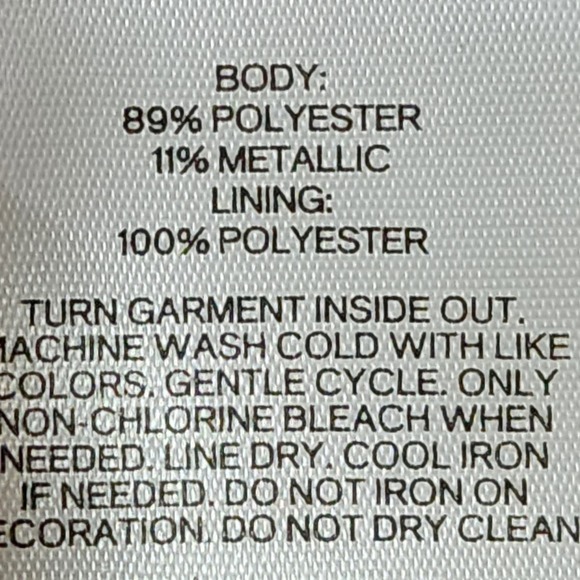 BODY:
89% POLYESTER
11% METALLIC
LINING:
100% POLYESTER
TURN GARMENT INSIDE OUT.
MACHINE WASH COLD WITH LIKE
COLORS. GENTLE CYCLE. ONLY
NON-CHLORINE BLEACH WHEN
NEEDED. LINE DRY. COOL IRON
IF NEEDED. DO NOT IRON ON
DECORATION. DO NOT DRY CLEAN